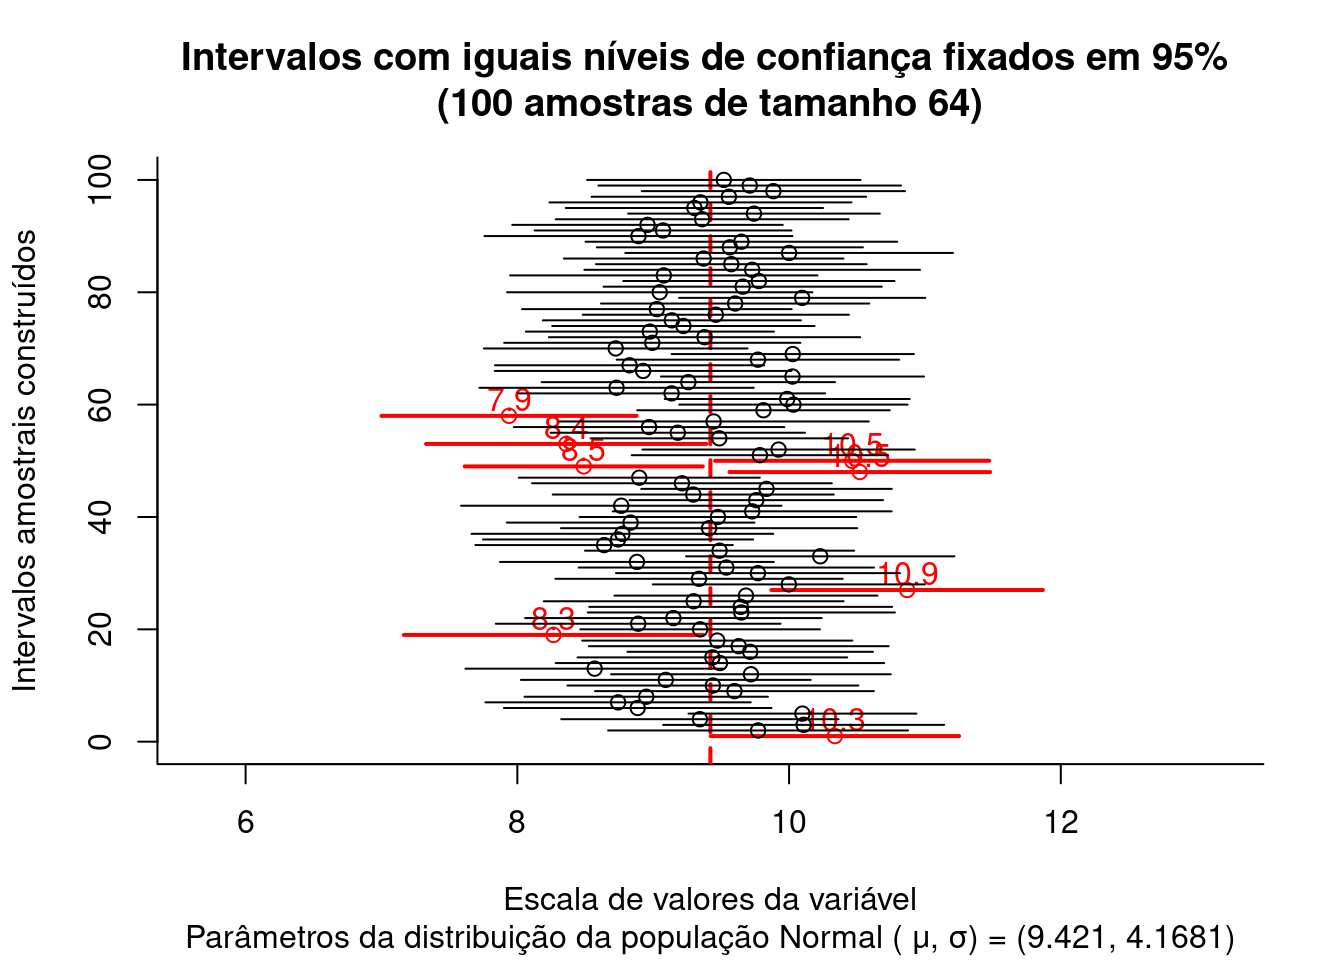 Intervalos com iguais níveis de confiança fixados em 95%
(100 amostras de tamanho 64)
Intervalos amostrais construídos
100
80
60
40
20
0
7.9
8.4
8.5
10.5
10.5
10.9
8.3
10.3
6 8 10 12
Escala de valores da variável
Parâmetros da distribuição da população Normal ( μ, σ) = (9.421, 4.1681)